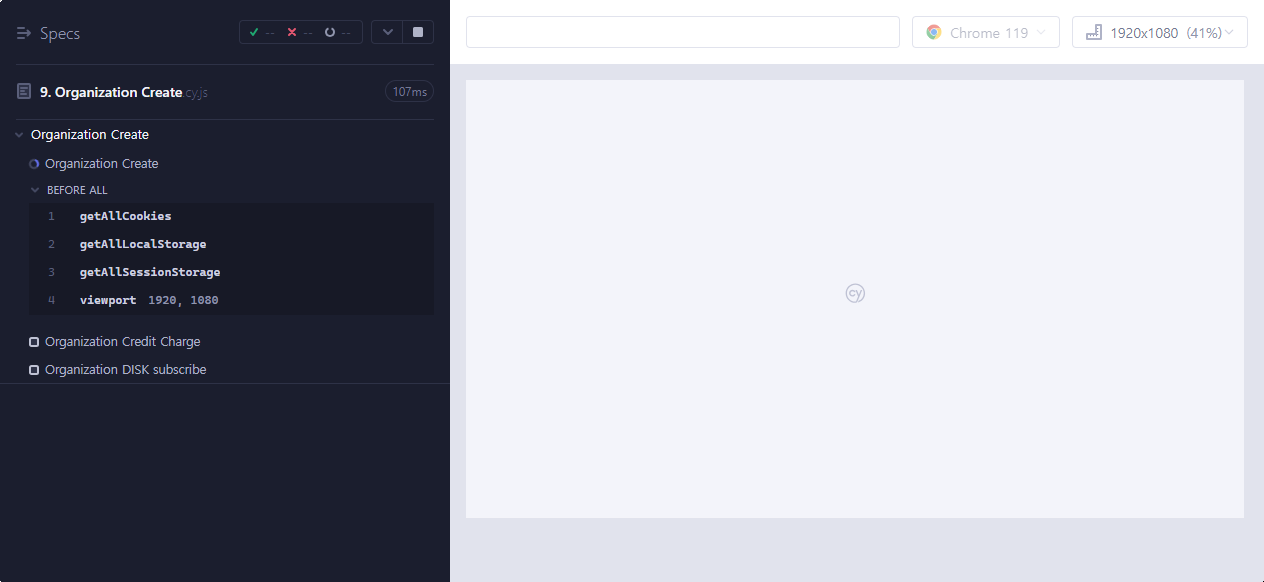 Specs
-- -- --
Chrome 119
1920x1080 (41%)
9. Organization Create.cy.js
107ms
Organization Create
Organization Create
BEFORE ALL
1 getAllCookies
2 getAllLocalStorage
3 getAllSessionStorage
4 viewport 1920, 1080
Organization Credit Charge
Organization DISK subscribe
cy